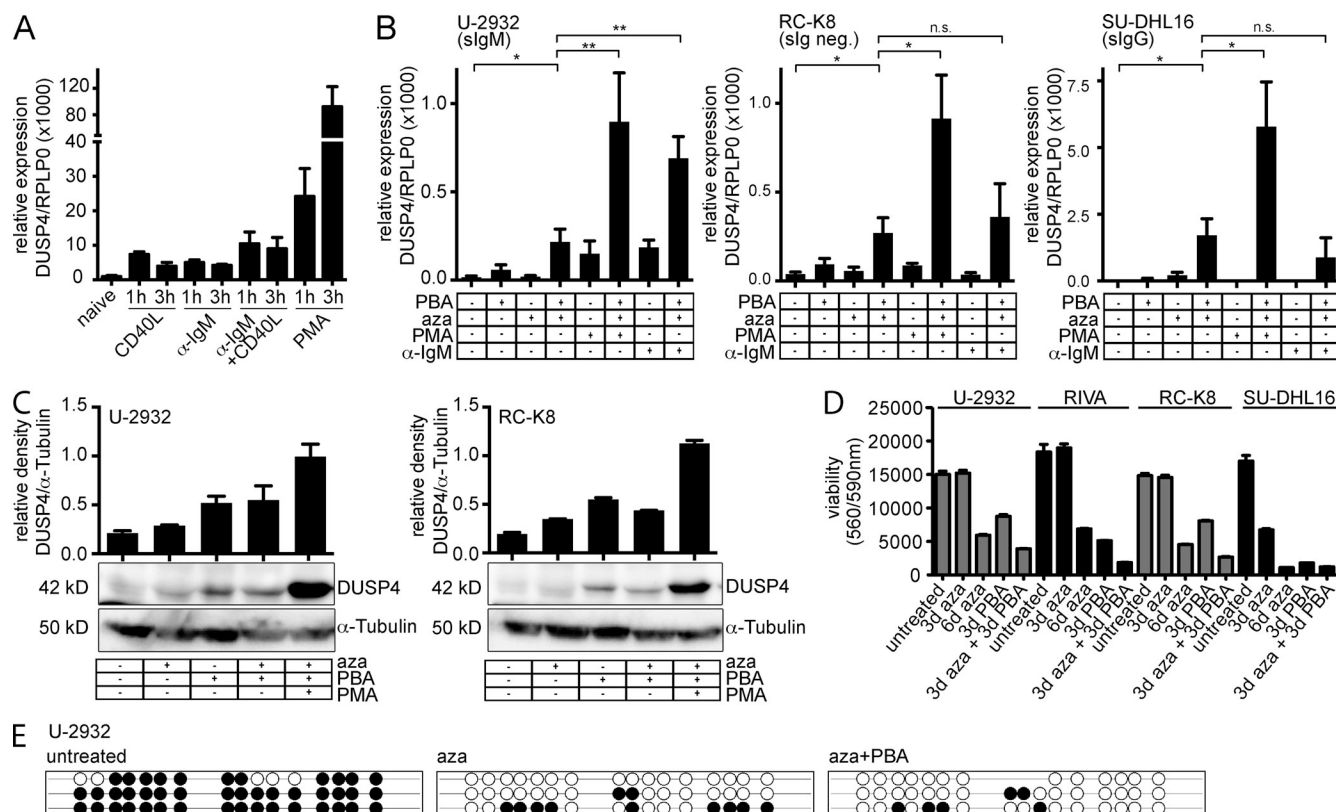 A
relative expression
DUSP4/RPLP0 (x1000)
120
80
40
30
20
10
0
naive
1h 3h 1h 3h 1h 3h 1h 3h
CD40L
α-IgM
α-IgM
+CD40L
PMA
B
U-2932
(sIgM)
**
**
*
relative expression
DUSP4/RPLP0 (x1000)
1.0
0.5
0.0
PBA - + - + - + - +
aza - - + + - + - +
PMA - - - - + + - -
α-IgM - - - - - - + +
RC-K8
(sIg neg.)
n.s.
*
*
relative expression
DUSP4/RPLP0 (x1000)
1.0
0.5
0.0
PBA - + - + - + - +
aza - - + + - + - +
PMA - - - - + + - -
α-IgM - - - - - - + +
SU-DHL16
(sIgG)
n.s.
*
*
relative expression
DUSP4/RPLP0 (x1000)
7.5
5.0
2.5
0.0
PBA - + - + - + - +
aza - - + + - + - +
PMA - - - - + + - -
α-IgM - - - - - - + +
C
U-2932
relative density
DUSP4/α-Tubulin
1.5
1.0
0.5
0.0
42 kD DUSP4
50 kD α-Tubulin
- + - + + aza
- - + + + PBA
- - - - + PMA
RC-K8
relative density
DUSP4/α-Tubulin
1.5
1.0
0.5
0.0
42 kD DUSP4
50 kD α-Tubulin
- + - + + aza
- - + + + PBA
- - - - + PMA
D
U-2932 RIVA RC-K8 SU-DHL16
viability
(560/590nm)
25000
20000
15000
10000
5000
0
untreated
3d aza
6d aza
3d PBA
3d aza + 3d PBA
untreated
3d aza
6d aza
3d PBA
3d aza + 3d PBA
untreated
3d aza
6d aza
3d PBA
3d aza + 3d PBA
untreated
3d aza
6d aza
3d PBA
3d aza + 3d PBA
E
U-2932
untreated
aza
aza+PBA